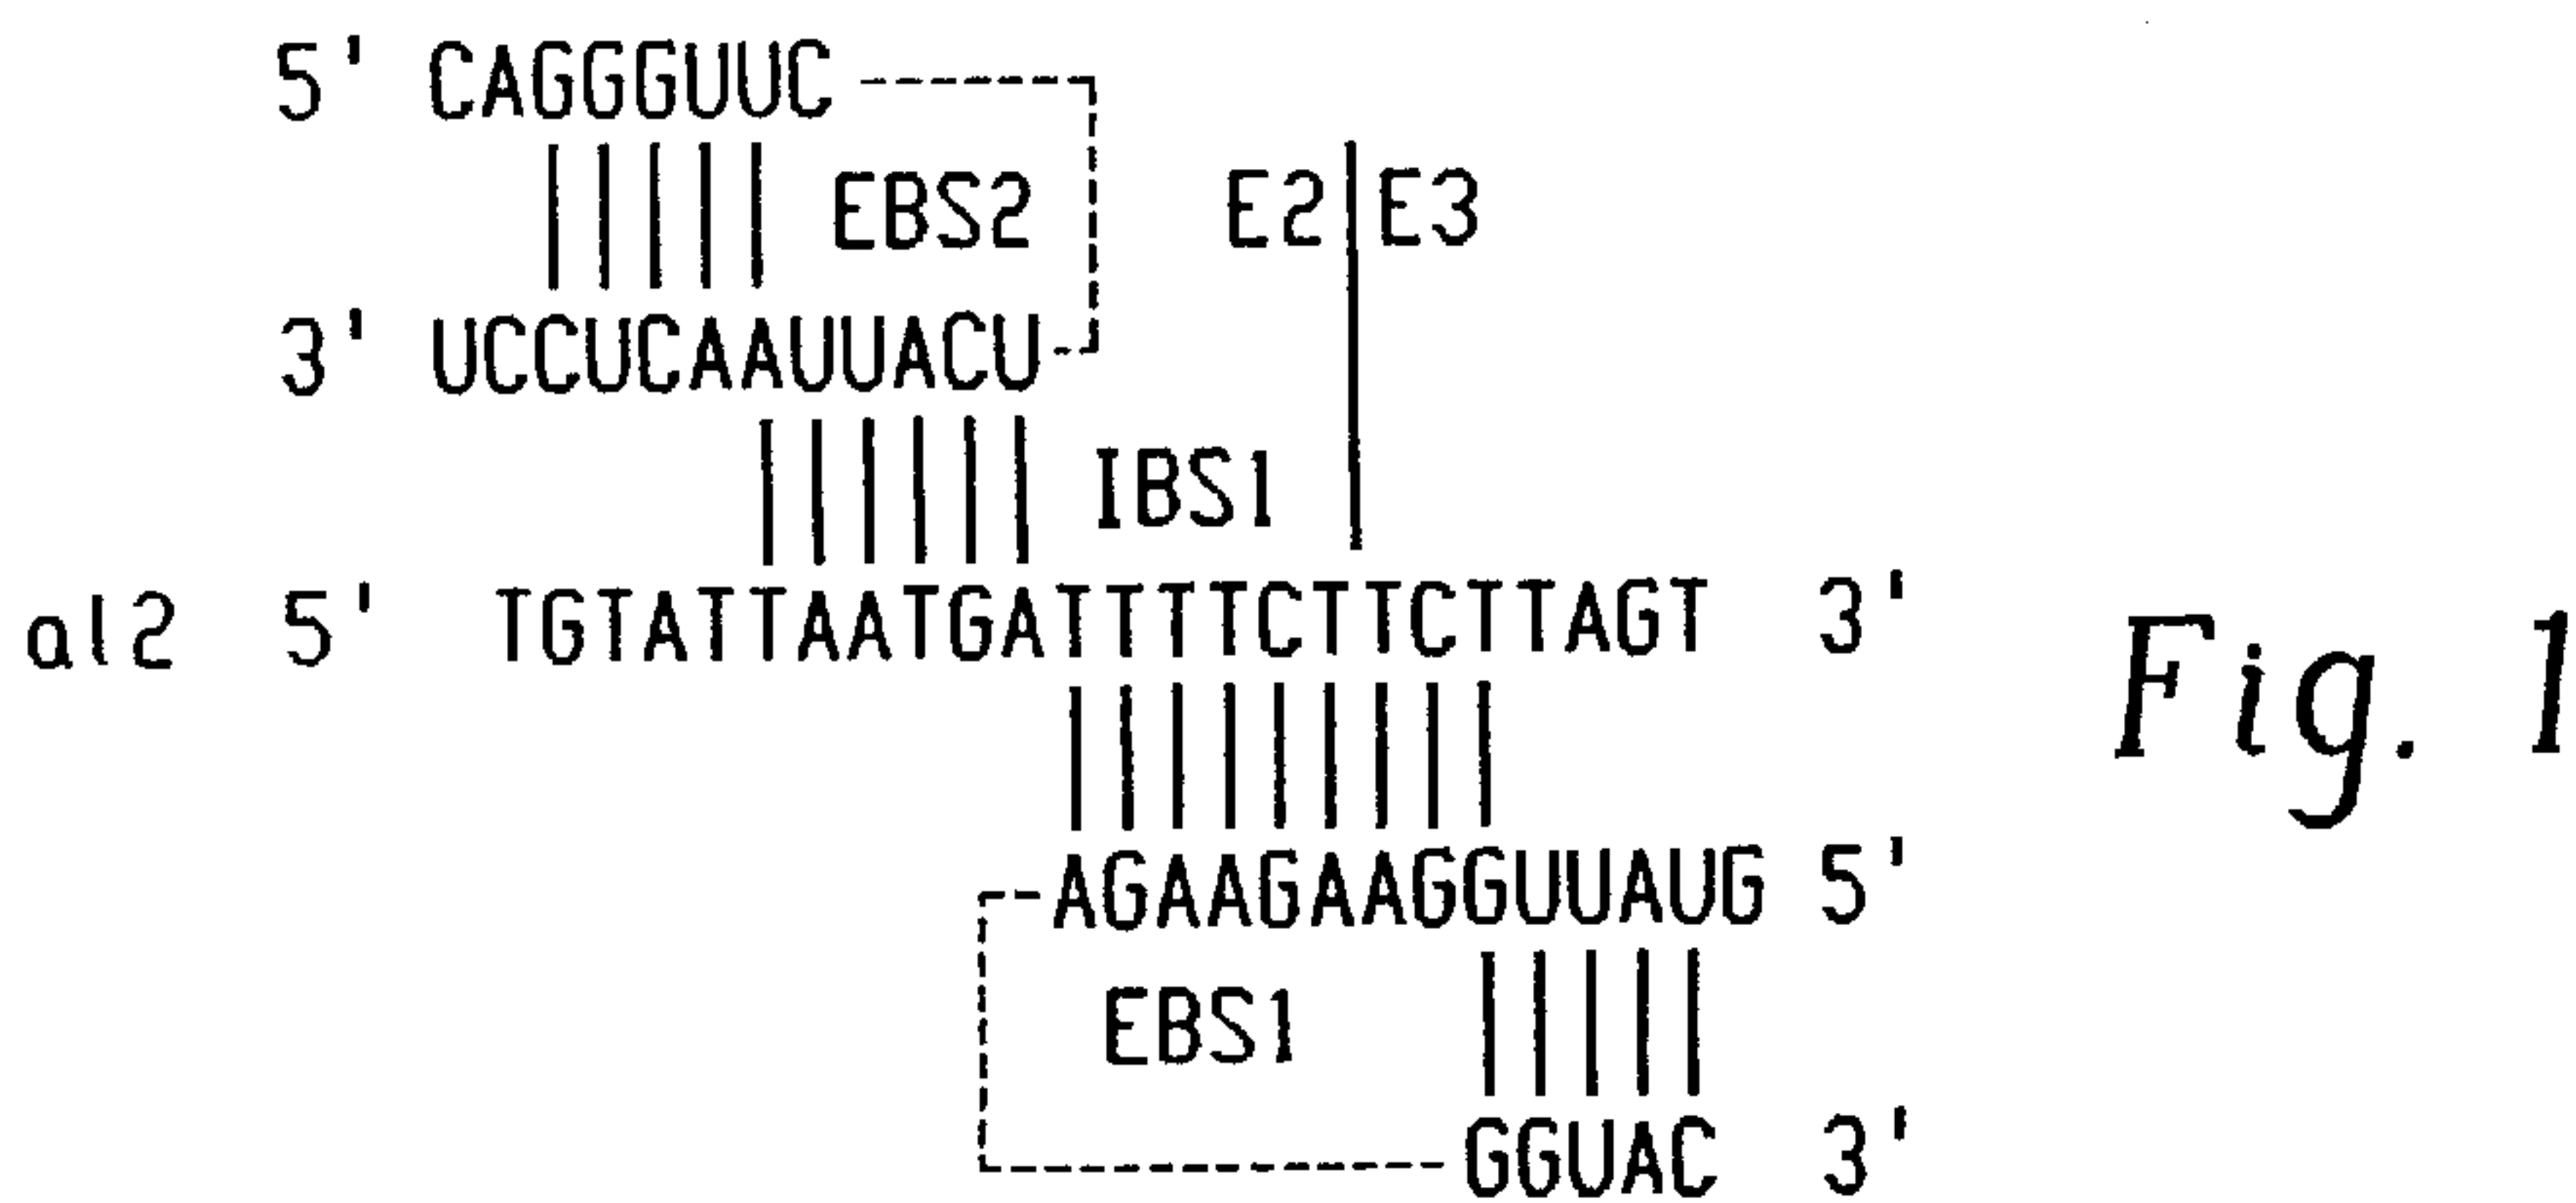 5' CAGGGUUC
EBS2 E2 E3
3' UCCUCAAUUACU
IBS1
al2 5' TGTATTAATGATTTTCTTCTTAGT 3'
Fig. 1
AGAAGAAGGUUAUG 5'
EBS1
GGUAC 3'